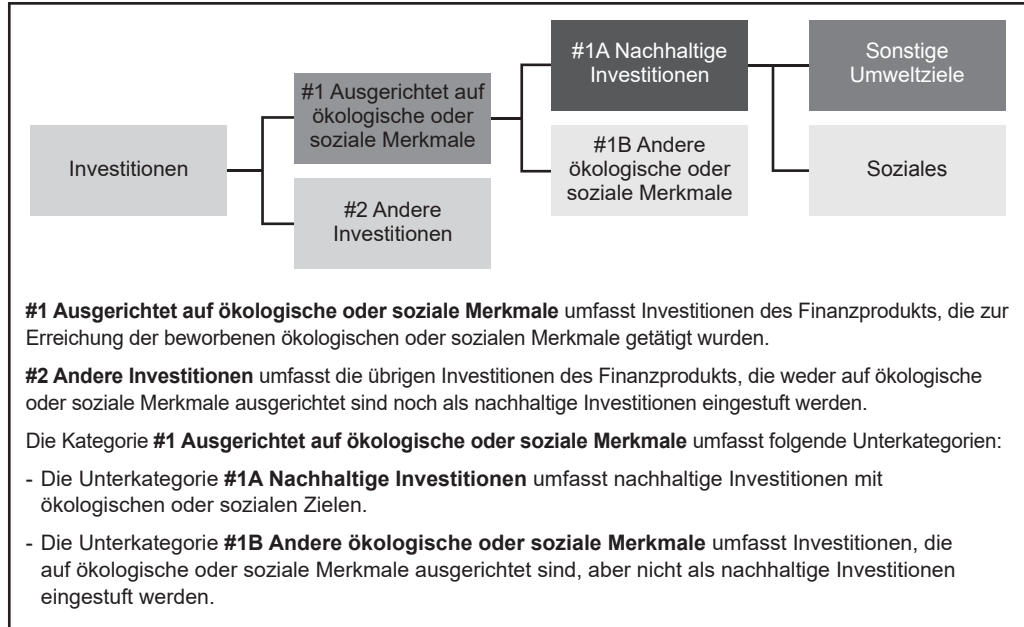 #1A Nachhaltige
Investitionen
Sonstige
Umweltziele
#1 Ausgerichtet auf
ökologische oder
soziale Merkmale
#1B Andere
ökologische oder
soziale Merkmale
Investitionen
Soziales
#2 Andere
Investitionen
#1 Ausgerichtet auf ökologische oder soziale Merkmale umfasst Investitionen des Finanzprodukts, die zur
Erreichung der beworbenen ökologischen oder sozialen Merkmale getätigt wurden.
#2 Andere Investitionen umfasst die übrigen Investitionen des Finanzprodukts, die weder auf ökologische
oder soziale Merkmale ausgerichtet sind noch als nachhaltige Investitionen eingestuft werden.
Die Kategorie #1 Ausgerichtet auf ökologische oder soziale Merkmale umfasst folgende Unterkategorien:
- Die Unterkategorie #1A Nachhaltige Investitionen umfasst nachhaltige Investitionen mit
ökologischen oder sozialen Zielen.
- Die Unterkategorie #1B Andere ökologische oder soziale Merkmale umfasst Investitionen, die
auf ökologische oder soziale Merkmale ausgerichtet sind, aber nicht als nachhaltige Investitionen
eingestuft werden.